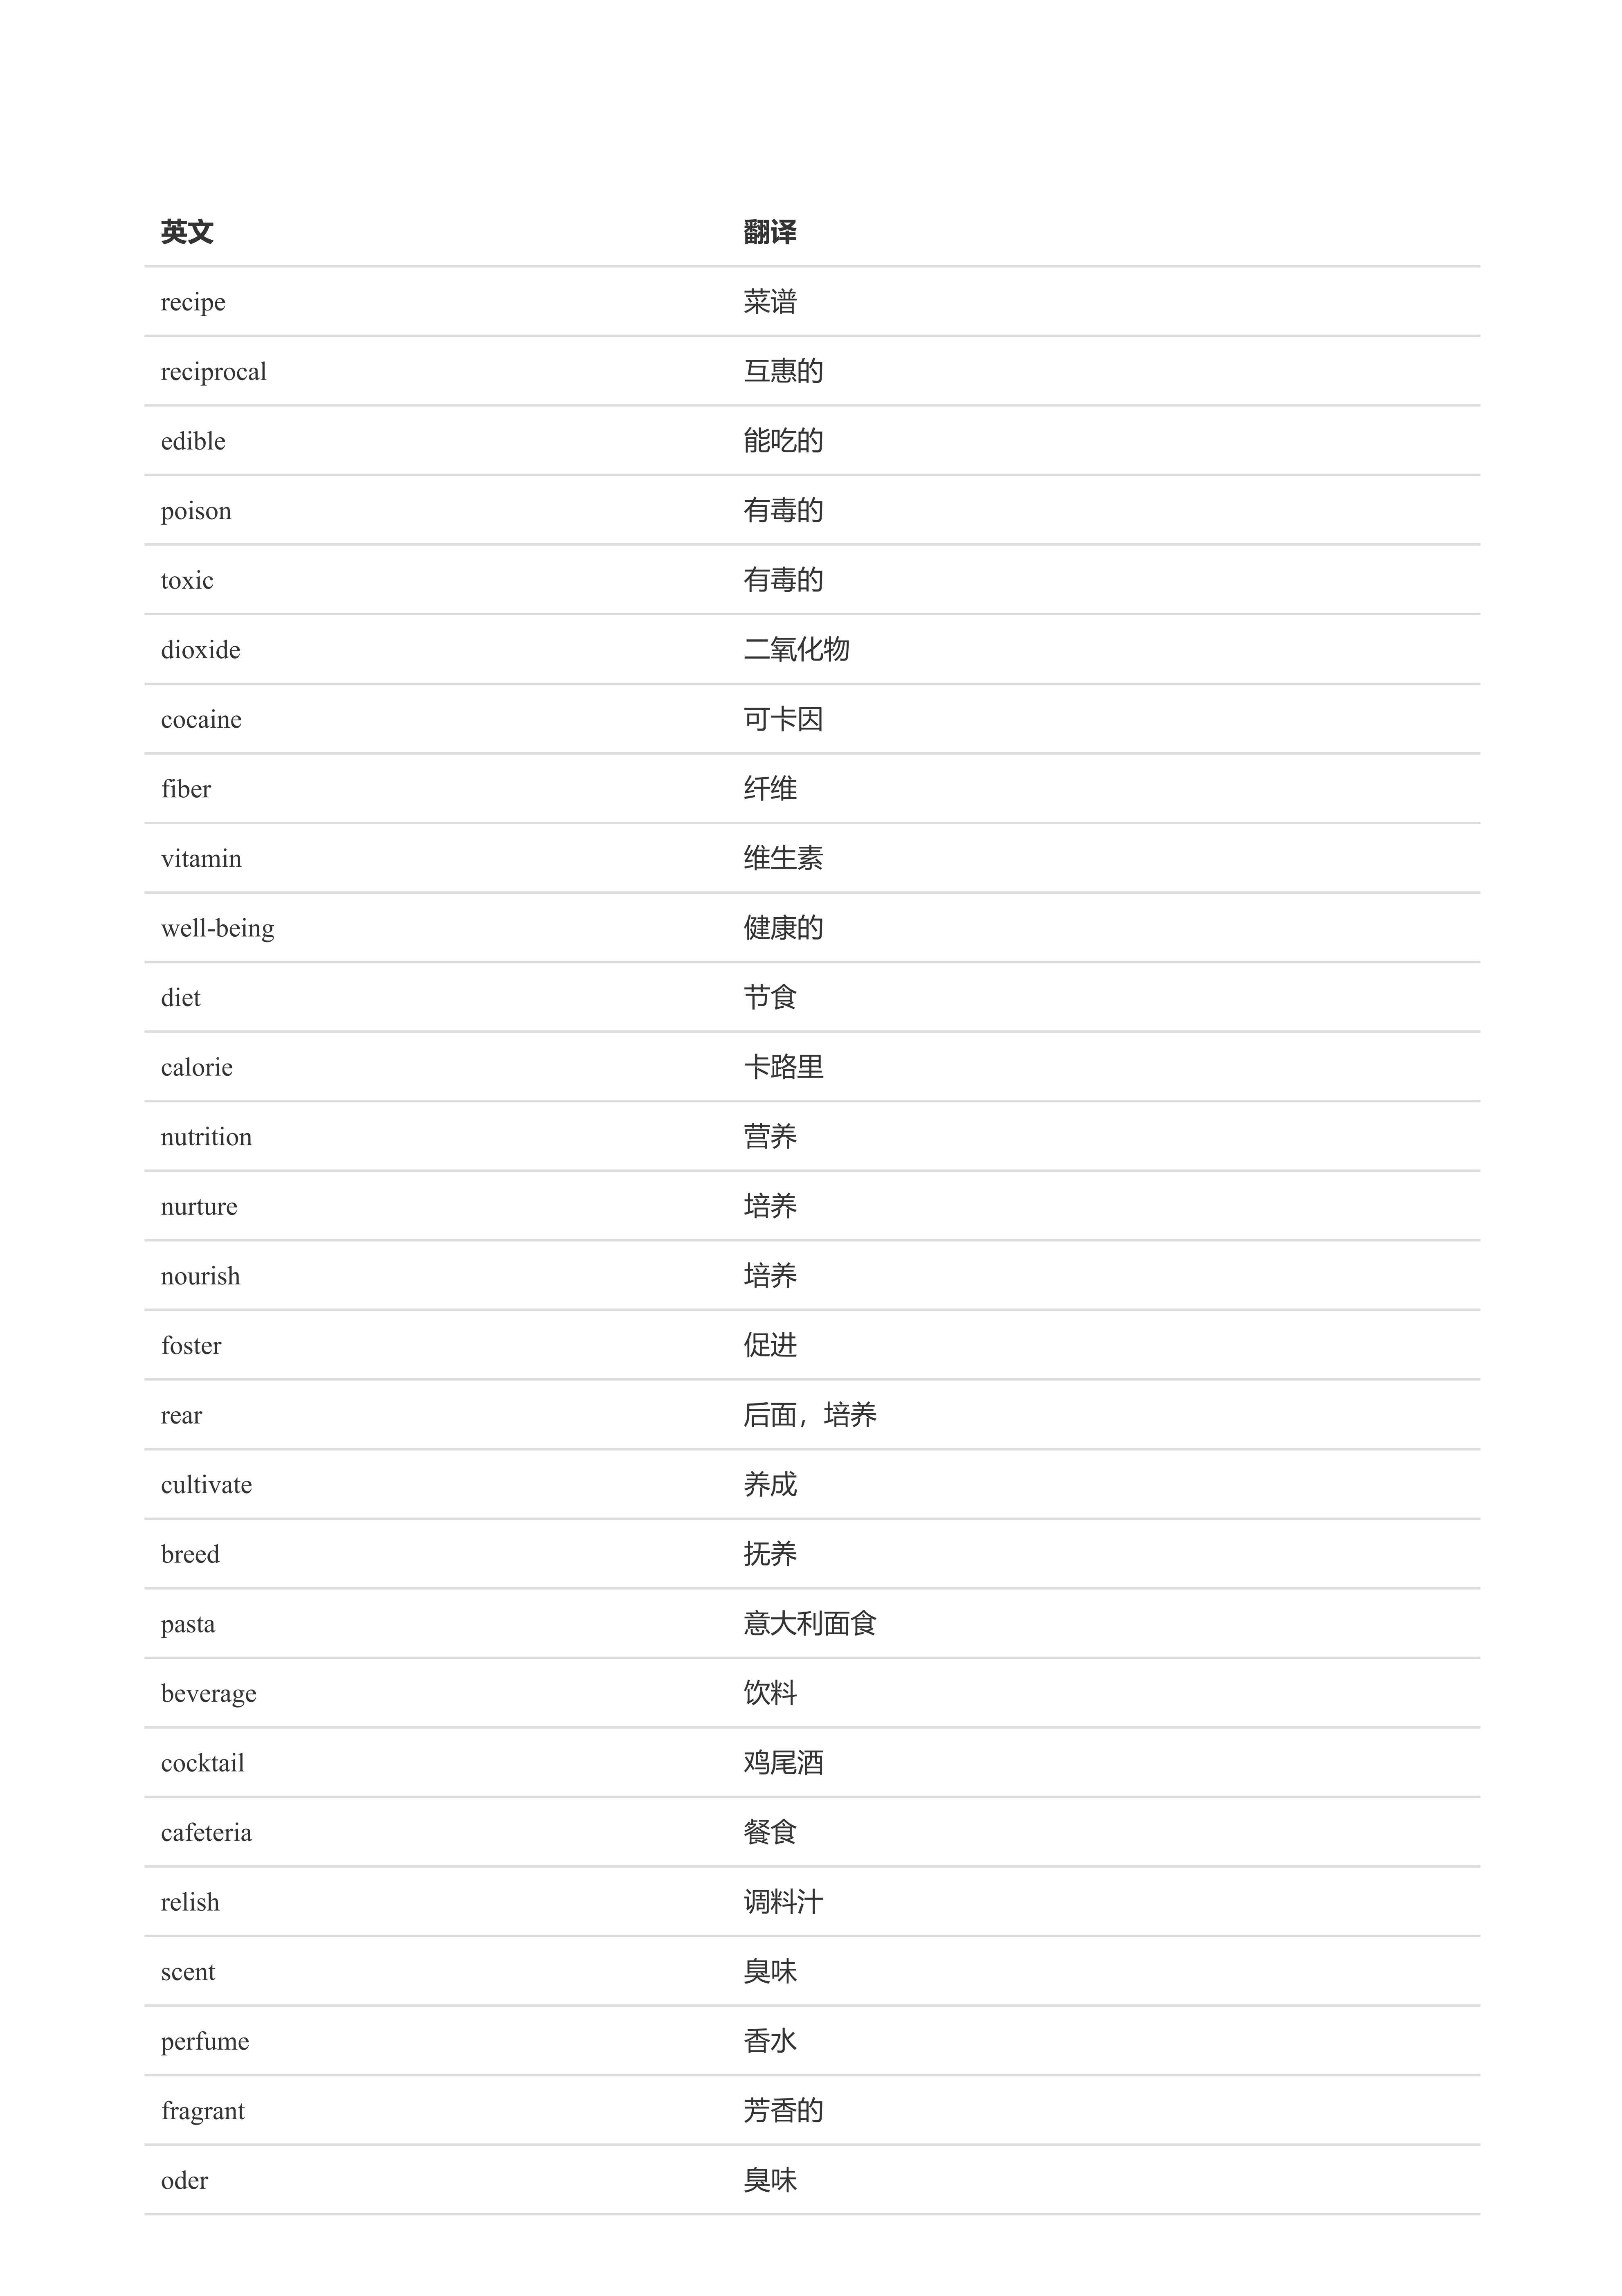 英文 翻译
recipe 菜谱
reciprocal 互惠的
edible 能吃的
poison 有毒的
toxic 有毒的
dioxide 二氧化物
cocaine 可卡因
fiber 纤维
vitamin 维生素
well-being 健康的
diet 节食
calorie 卡路里
nutrition 营养
nurture 培养
nourish 培养
foster 促进
rear 后面，培养
cultivate 养成
breed 抚养
pasta 意大利面食
beverage 饮料
cocktail 鸡尾酒
cafeteria 餐食
relish 调料汁
scent 臭味
perfume 香水
fragrant 芳香的
oder 臭味